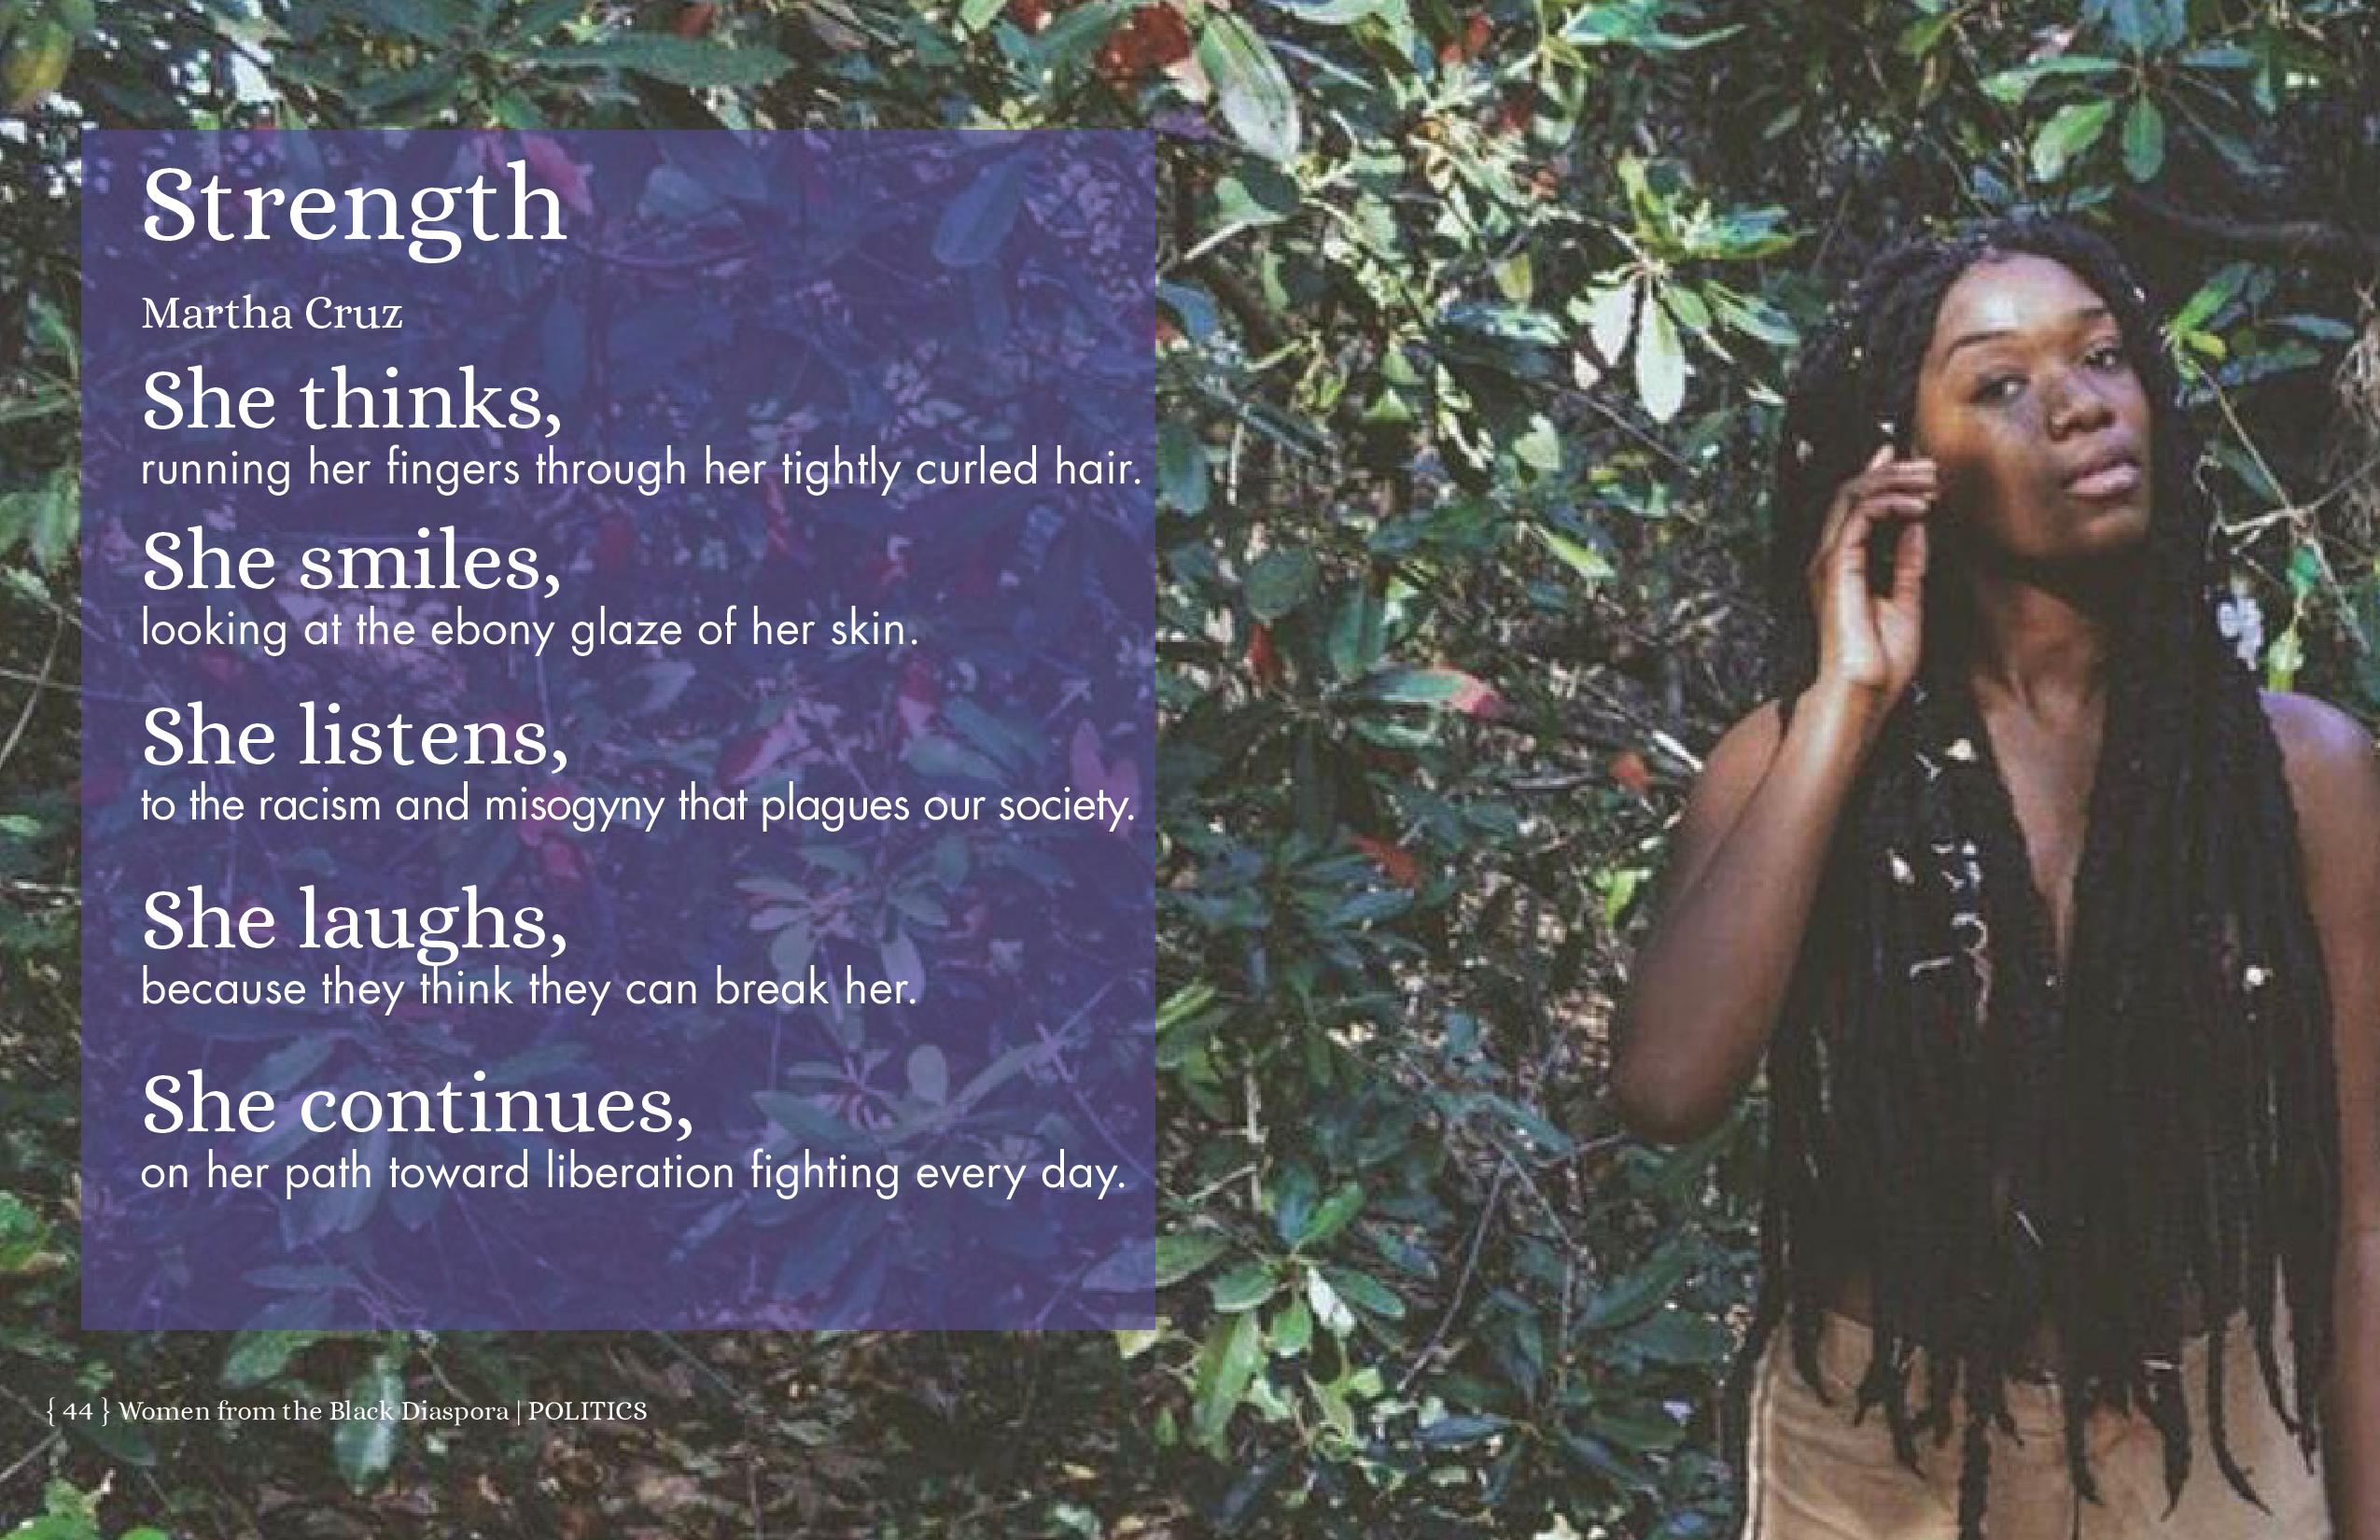 Strength
Martha Cruz
She thinks,
running her fingers through her tightly curled hair.
She smiles,
looking at the ebony glaze of her skin.
She listens,
to the racism and misogyny that plagues our society.
She laughs,
because they think they can break her.
She continues,
on her path toward liberation fighting every day.
{ 44 } Women from the Black Diaspora | POLITICS